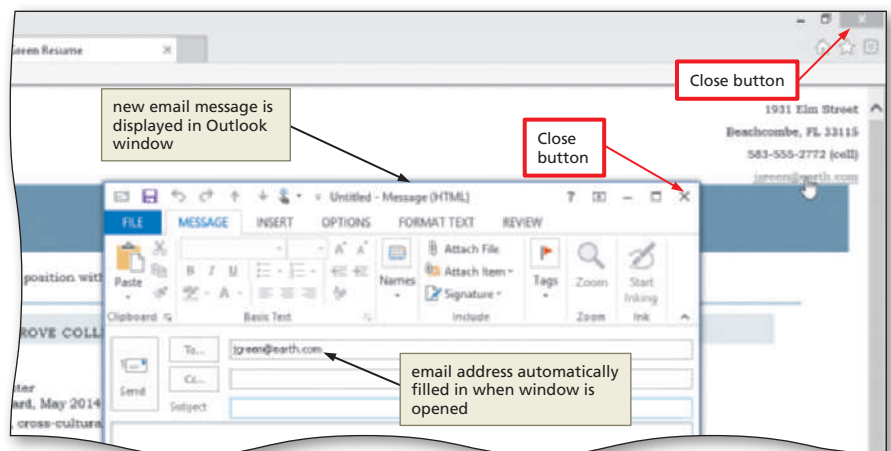 Green Resume
Close button
new email message is
displayed in Outlook
window
Close
button
1931 Elm Street
Beachcombe, FL 33115
583-555-2772 (cell)
jgreen@earth.com
Untitled - Message (HTML)
FILE MESSAGE INSERT OPTIONS FORMAT TEXT REVIEW
position with
Paste
B I U
A
Names
Attach File
Attach Item
Signature
Tags
Zoom
Start
Inking
Clipboard Basic Text Include Zoom Ink
ROVE COLL
To... jgreen@earth.com
Cc...
Send
Subject
email address automatically
filled in when window is
opened
ter
ard, May 2014
cross-cultura